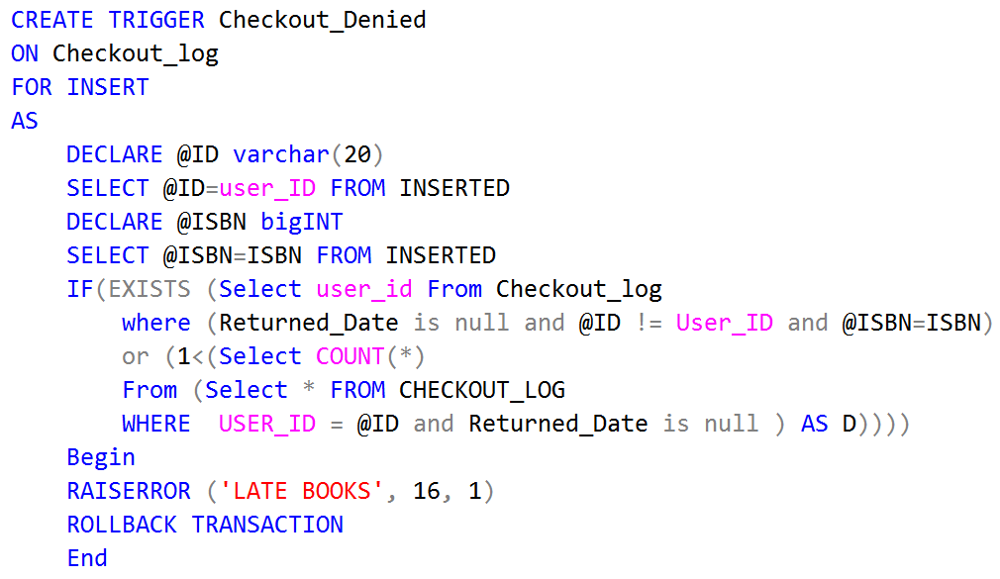 CREATE TRIGGER Checkout_Denied
ON Checkout_log
FOR INSERT
AS
DECLARE @ID varchar(20)
SELECT @ID=user_ID FROM INSERTED
DECLARE @ISBN bigINT
SELECT @ISBN=ISBN FROM INSERTED
IF(EXISTS (Select user_id From Checkout_log
where (Returned_Date is null and @ID != User_ID and @ISBN=ISBN)
or (1<(Select COUNT(*)
From (Select * FROM CHECKOUT_LOG
WHERE  USER_ID = @ID and Returned_Date is null ) AS D))))
Begin
RAISERROR ('LATE BOOKS', 16, 1)
ROLLBACK TRANSACTION
End